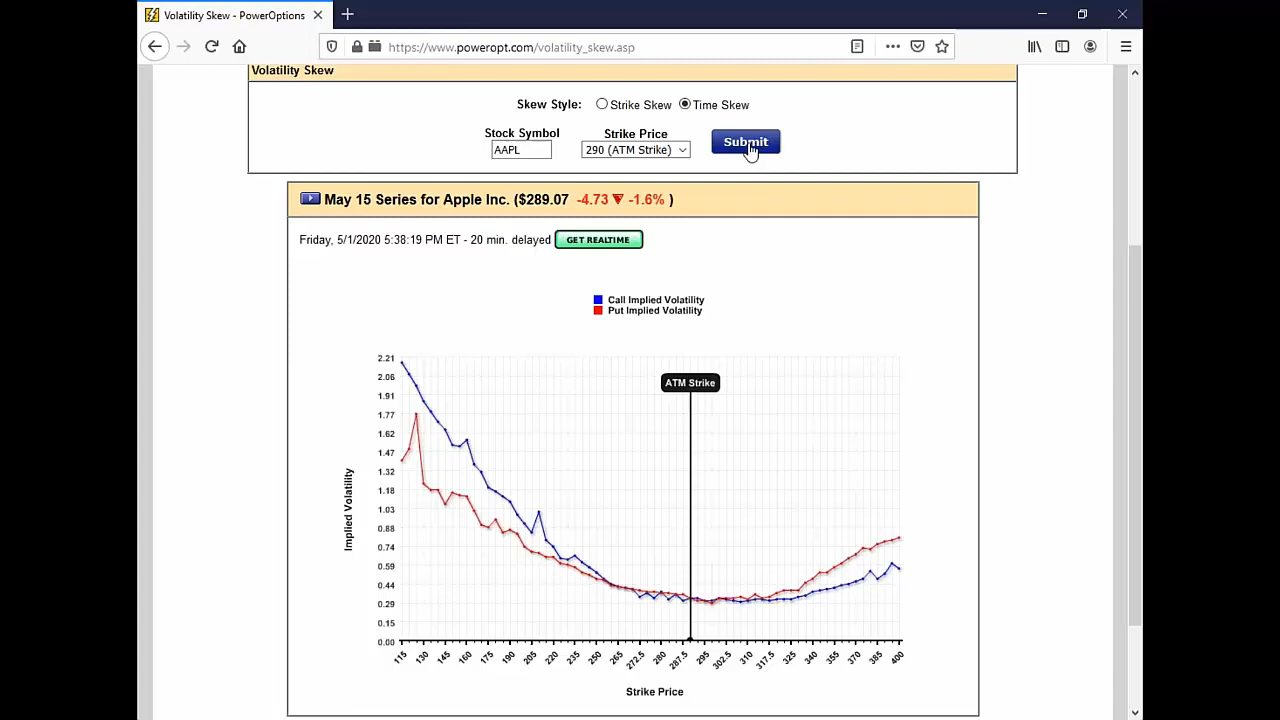 Volatility Skew - PowerOptions
https://www.poweropt.com/volatility_skew.asp
Volatility Skew
Skew Style: Strike Skew Time Skew
Stock Symbol Strike Price
AAPL 290 (ATM Strike) Submit
May 15 Series for Apple Inc. ($289.07 -4.73 ▼ -1.6% )
Friday, 5/1/2020 5:38:19 PM ET - 20 min. delayed GET REALTIME
Call Implied Volatility
Put Implied Volatility
ATM Strike
Implied Volatility
2.21
2.06
1.91
1.77
1.62
1.47
1.32
1.18
1.03
0.88
0.74
0.59
0.44
0.29
0.15
0.00
115 130 145 160 175 190 205 220 235 250 265 272.5 280 287.5 295 302.5 310 317.5 325 340 355 370 385 400
Strike Price